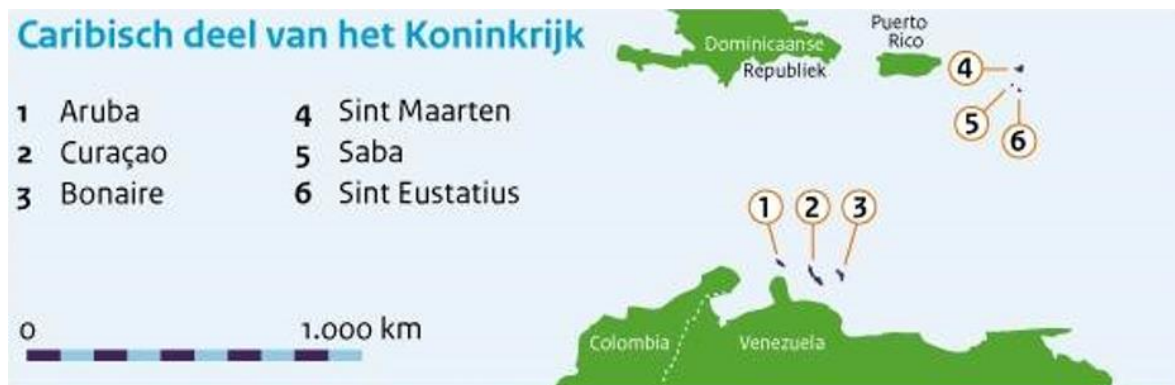 Caribisch deel van het Koninkrijk
1 Aruba
2 Curaçao
3 Bonaire
4 Sint Maarten
5 Saba
6 Sint Eustatius
0 1.000 km
Dominicaanse
Republiek
Puerto
Rico
4
5
6
1
2
3
Colombia
Venezuela